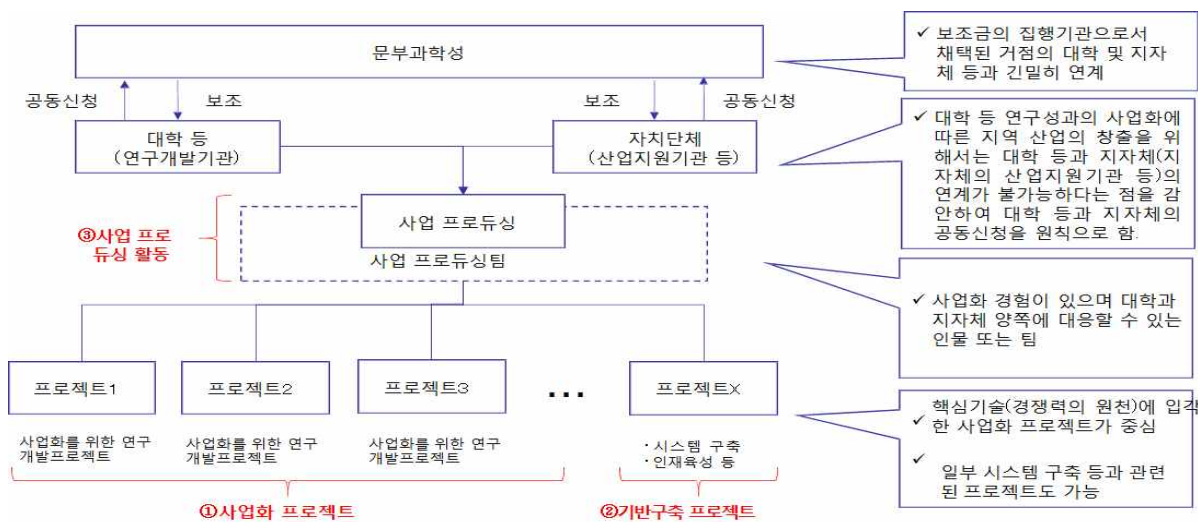 문부과학성
공동신청
보조
보조
공동신청
대학 등
(연구개발기관)
자치단체
(산업지원기관 등)
사업 프로듀싱
사업 프로듀싱팀
③사업 프로
듀싱 활동
프로젝트1
프로젝트2
프로젝트3
...
프로젝트X
사업화를 위한 연구
개발프로젝트
사업화를 위한 연구
개발프로젝트
사업화를 위한 연구
개발프로젝트
· 시스템 구축
· 인재육성 등
①사업화 프로젝트
②기반구축 프로젝트
✓ 보조금의 집행기관으로서
채택된 거점의 대학 및 지자
체 등과 긴밀히 연계
✓ 대학 등 연구성과의 사업화에
따른 지역 산업의 창출을 위
해서는 대학 등과 지자체(지
자체의 산업지원기관 등)의
연계가 불가능하다는 점을 감
안하여 대학 등과 지자체의
공동신청을 원칙으로 함.
✓ 사업화 경험이 있으며 대학과
지자체 양쪽에 대응할 수 있는
인물 또는 팀
핵심기술(경쟁력의 원천)에 입각
✓ 한 사업화 프로젝트가 중심
✓ 일부 시스템 구축 등과 관련
된 프로젝트도 가능